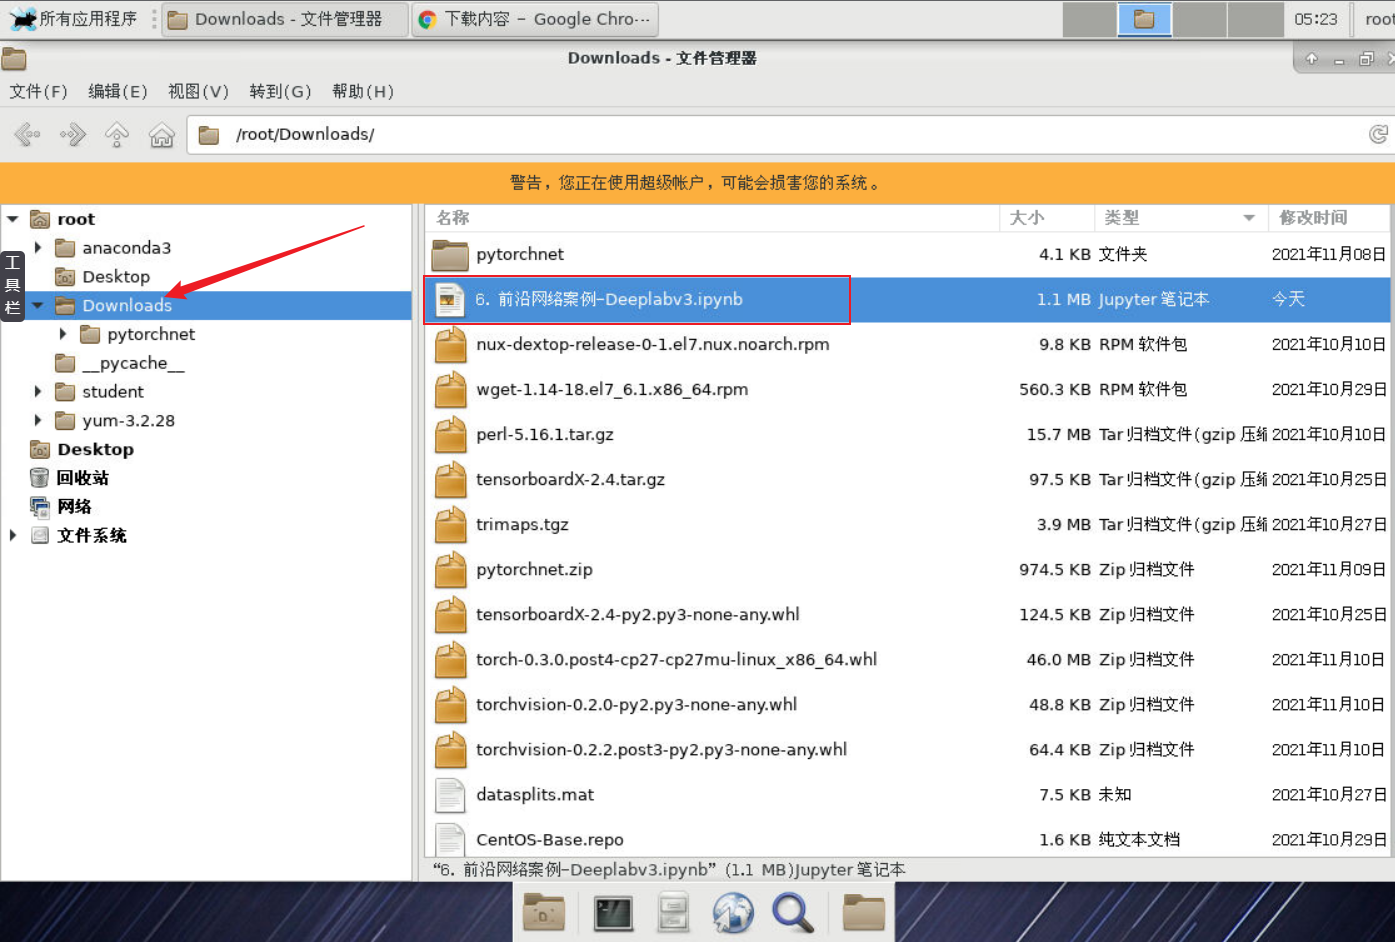 所有应用程序 Downloads - 文件管理器 下载内容 – Google Chro··· 05:23 root
Downloads - 文件管理器
文件(F) 编辑(E) 视图(V) 转到(G) 帮助(H)
/root/Downloads/
警告，您正在使用超级帐户，可能会损害您的系统。
工具栏
root
anaconda3
Desktop
Downloads
pytorchnet
__pycache__
student
yum-3.2.28
Desktop
回收站
网络
文件系统
名称 大小 类型 修改时间
pytorchnet 4.1 KB 文件夹 2021年11月08日
6. 前沿网络案例-Deeplabv3.ipynb 1.1 MB Jupyter 笔记本 今天
nux-dextop-release-0-1.el7.nux.noarch.rpm 9.8 KB RPM 软件包 2021年10月10日
wget-1.14-18.el7_6.1.x86_64.rpm 560.3 KB RPM 软件包 2021年10月29日
perl-5.16.1.tar.gz 15.7 MB Tar 归档文件(gzip 压缩 2021年10月10日
tensorboardX-2.4.tar.gz 97.5 KB Tar 归档文件(gzip 压缩 2021年10月25日
trimaps.tgz 3.9 MB Tar 归档文件(gzip 压缩 2021年10月27日
pytorchnet.zip 974.5 KB Zip 归档文件 2021年11月09日
tensorboardX-2.4-py2.py3-none-any.whl 124.5 KB Zip 归档文件 2021年10月25日
torch-0.3.0.post4-cp27-cp27mu-linux_x86_64.whl 46.0 MB Zip 归档文件 2021年11月10日
torchvision-0.2.0-py2.py3-none-any.whl 48.8 KB Zip 归档文件 2021年11月10日
torchvision-0.2.2.post3-py2.py3-none-any.whl 64.4 KB Zip 归档文件 2021年11月10日
datasplits.mat 7.5 KB 未知 2021年10月27日
CentOS-Base.repo 1.6 KB 纯文本文档 2021年10月29日
“6. 前沿网络案例-Deeplabv3.ipynb” (1.1 MB)Jupyter 笔记本